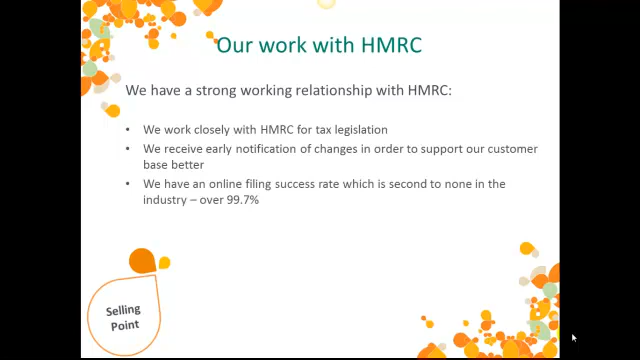 Our work with HMRC
We have a strong working relationship with HMRC:
• We work closely with HMRC for tax legislation
• We receive early notification of changes in order to support our customer
base better
• We have an online filing success rate which is second to none in the
industry – over 99.7%
Selling
Point